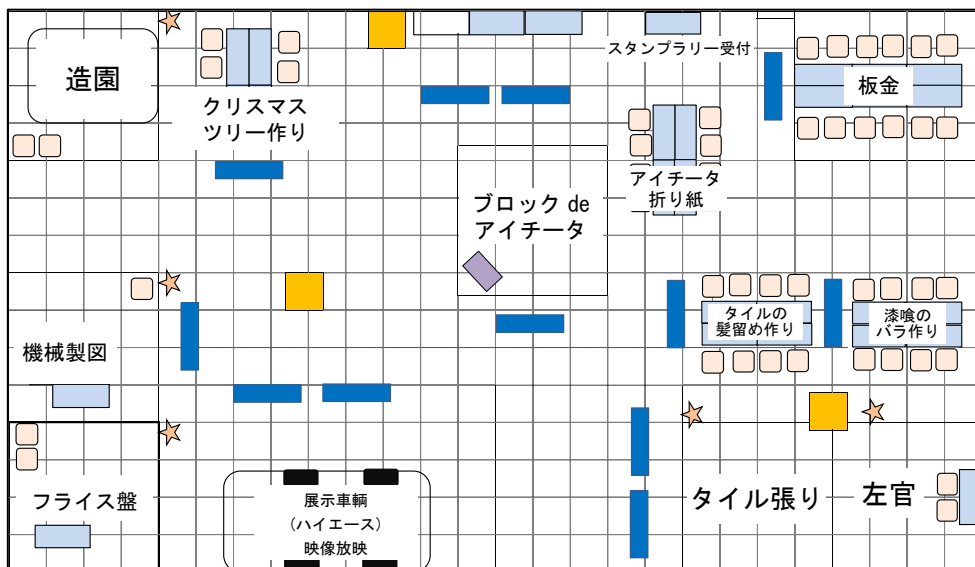 スタンプラリー受付
造園
クリスマス
ツリー作り
板金
アイチータ
折り紙
ブロック de
アイチータ
タイルの
髪留め作り
漆喰の
バラ作り
機械製図
フライス盤
展示車輌
（ハイエース）
映像放映
タイル張り
左官